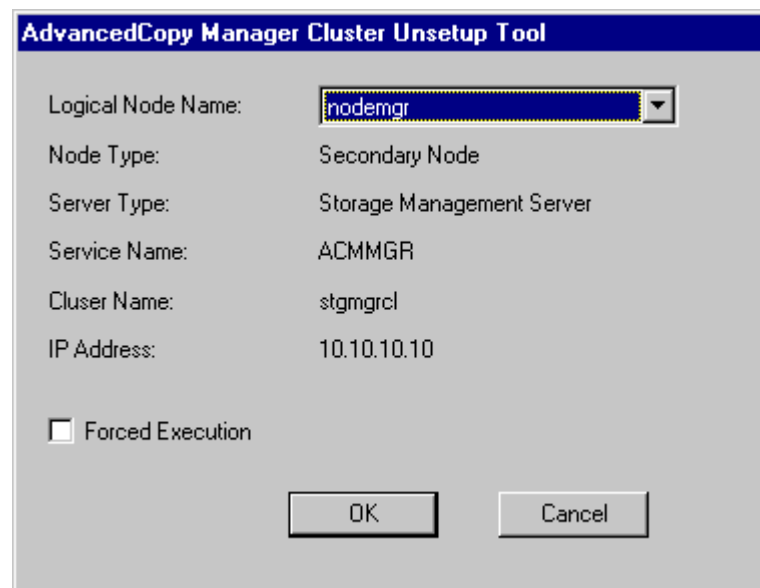 AdvancedCopy Manager Cluster Unsetup Tool
Logical Node Name: nodemgr
Node Type: Secondary Node
Server Type: Storage Management Server
Service Name: ACMMGR
Cluser Name: stgmgrcl
IP Address: 10.10.10.10
Forced Execution
OK Cancel